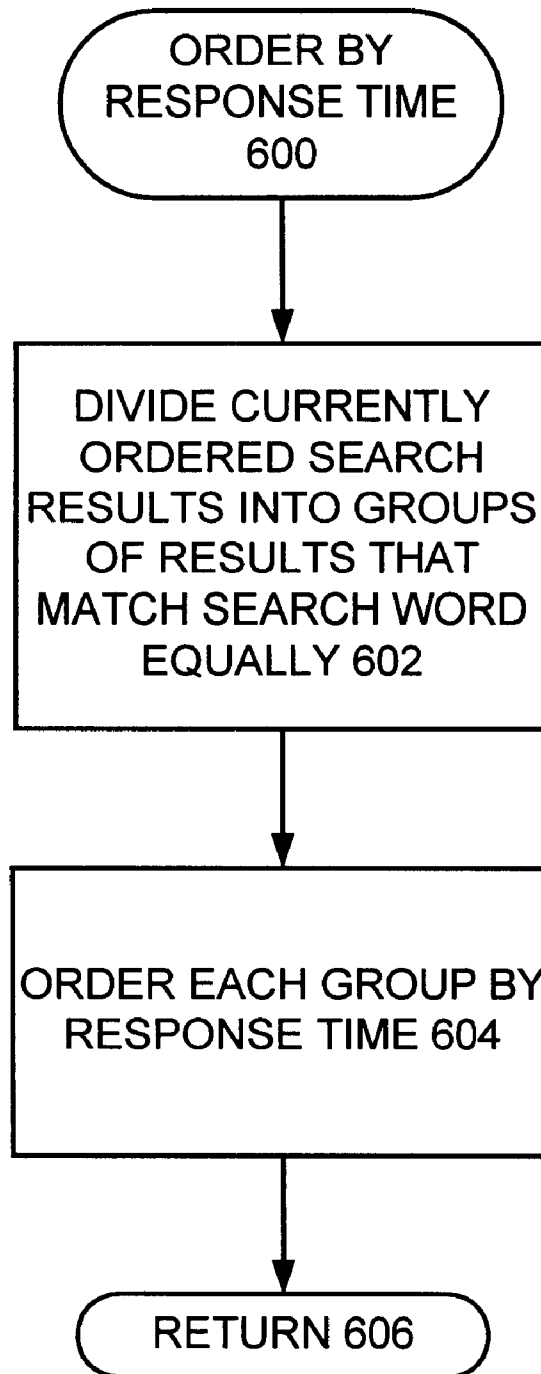 ORDER BY
RESPONSE TIME
600
DIVIDE CURRENTLY
ORDERED SEARCH
RESULTS INTO GROUPS
OF RESULTS THAT
MATCH SEARCH WORD
EQUALLY 602
ORDER EACH GROUP BY
RESPONSE TIME 604
RETURN 606